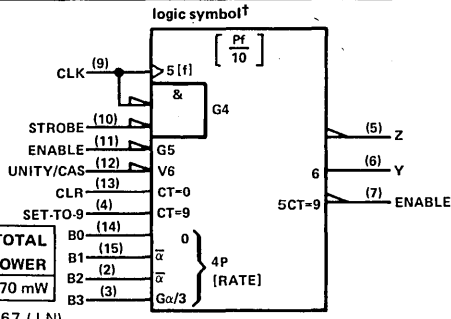 logic symbol†
[Pf/10]
CLK (9) 5 [f]
&
G4
STROBE (10)
ENABLE (11) G5
UNITY/CAS (12) V6
CLR (13) CT=0
SET-TO-9 (4) CT=9
B0 (14) 0
B1 (15) α
B2 (2) α
B3 (3) Gα/3
4P
[RATE]
(5) Z
6 (6) Y
5CT=9 (7) ENABLE
TOTAL
OWER
70 mW